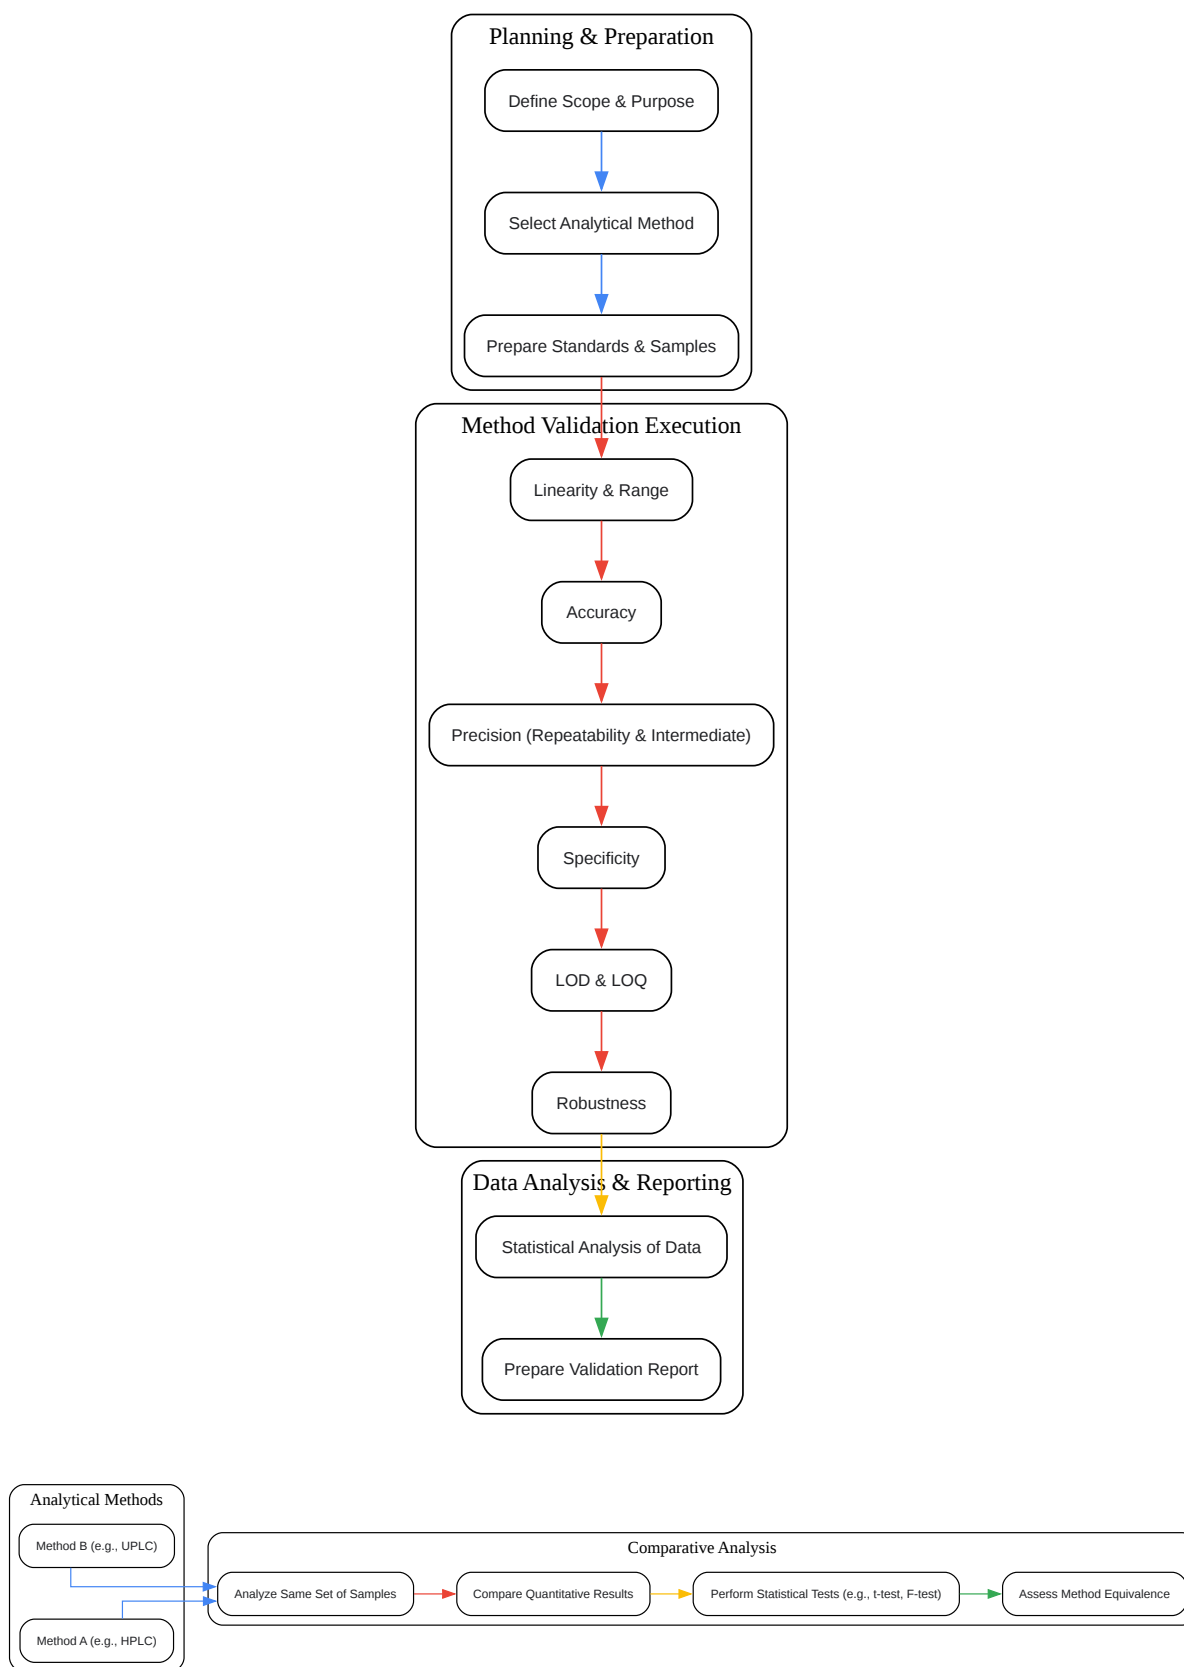 Planning & Preparation
Define Scope & Purpose
Select Analytical Method
Prepare Standards & Samples
Method Validation Execution
Linearity & Range
Accuracy
Precision (Repeatability & Intermediate)
Specificity
LOD & LOQ
Robustness
Data Analysis & Reporting
Statistical Analysis of Data
Prepare Validation Report
Analytical Methods
Method B (e.g., UPLC)
Method A (e.g., HPLC)
Comparative Analysis
Analyze Same Set of Samples
Compare Quantitative Results
Perform Statistical Tests (e.g., t-test, F-test)
Assess Method Equivalence